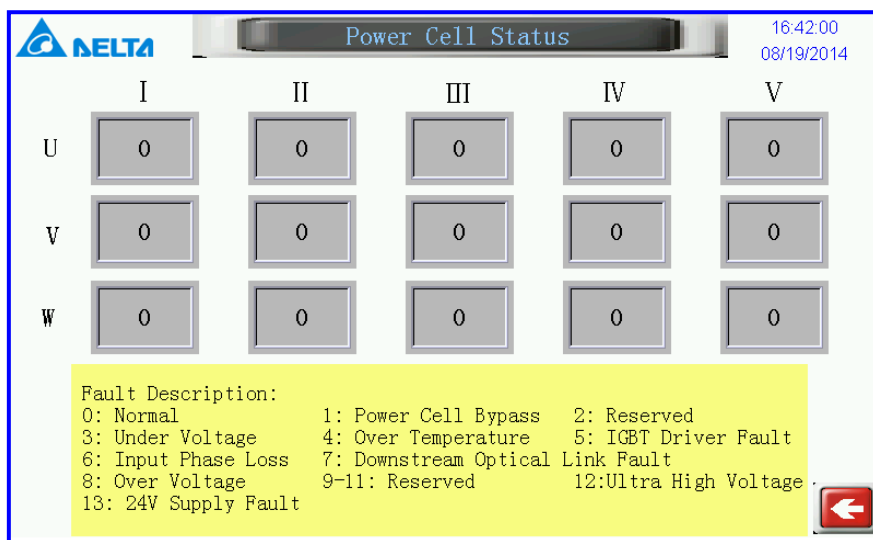 DELTA
Power Cell Status
16:42:00
08/19/2014
I II III IV V
U 0 0 0 0 0
V 0 0 0 0 0
W 0 0 0 0 0
Fault Description:
0: Normal 1: Power Cell Bypass 2: Reserved
3: Under Voltage 4: Over Temperature 5: IGBT Driver Fault
6: Input Phase Loss 7: Downstream Optical Link Fault
8: Over Voltage 9-11: Reserved 12:Ultra High Voltage
13: 24V Supply Fault